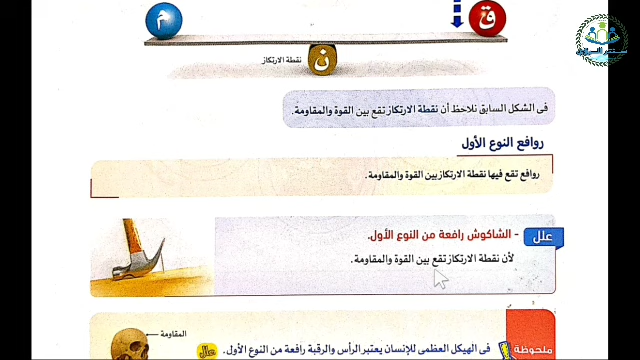 م
ق
ن
نقطة الارتكاز
فى الشكل السابق نلاحظ أن نقطة الارتكاز تقع بين القوة والمقاومة.
روافع النوع الأول
روافع تقع فيها نقطة الارتكاز بين القوة والمقاومة.
علل
- الشاكوش رافعة من النوع الأول.
لأن نقطة الارتكاز تقع بين القوة والمقاومة.
المقاومة
ملحوظة
فى الهيكل العظمى للإنسان يعتبر الرأس والرقبة رافعة من النوع الأول.
علل